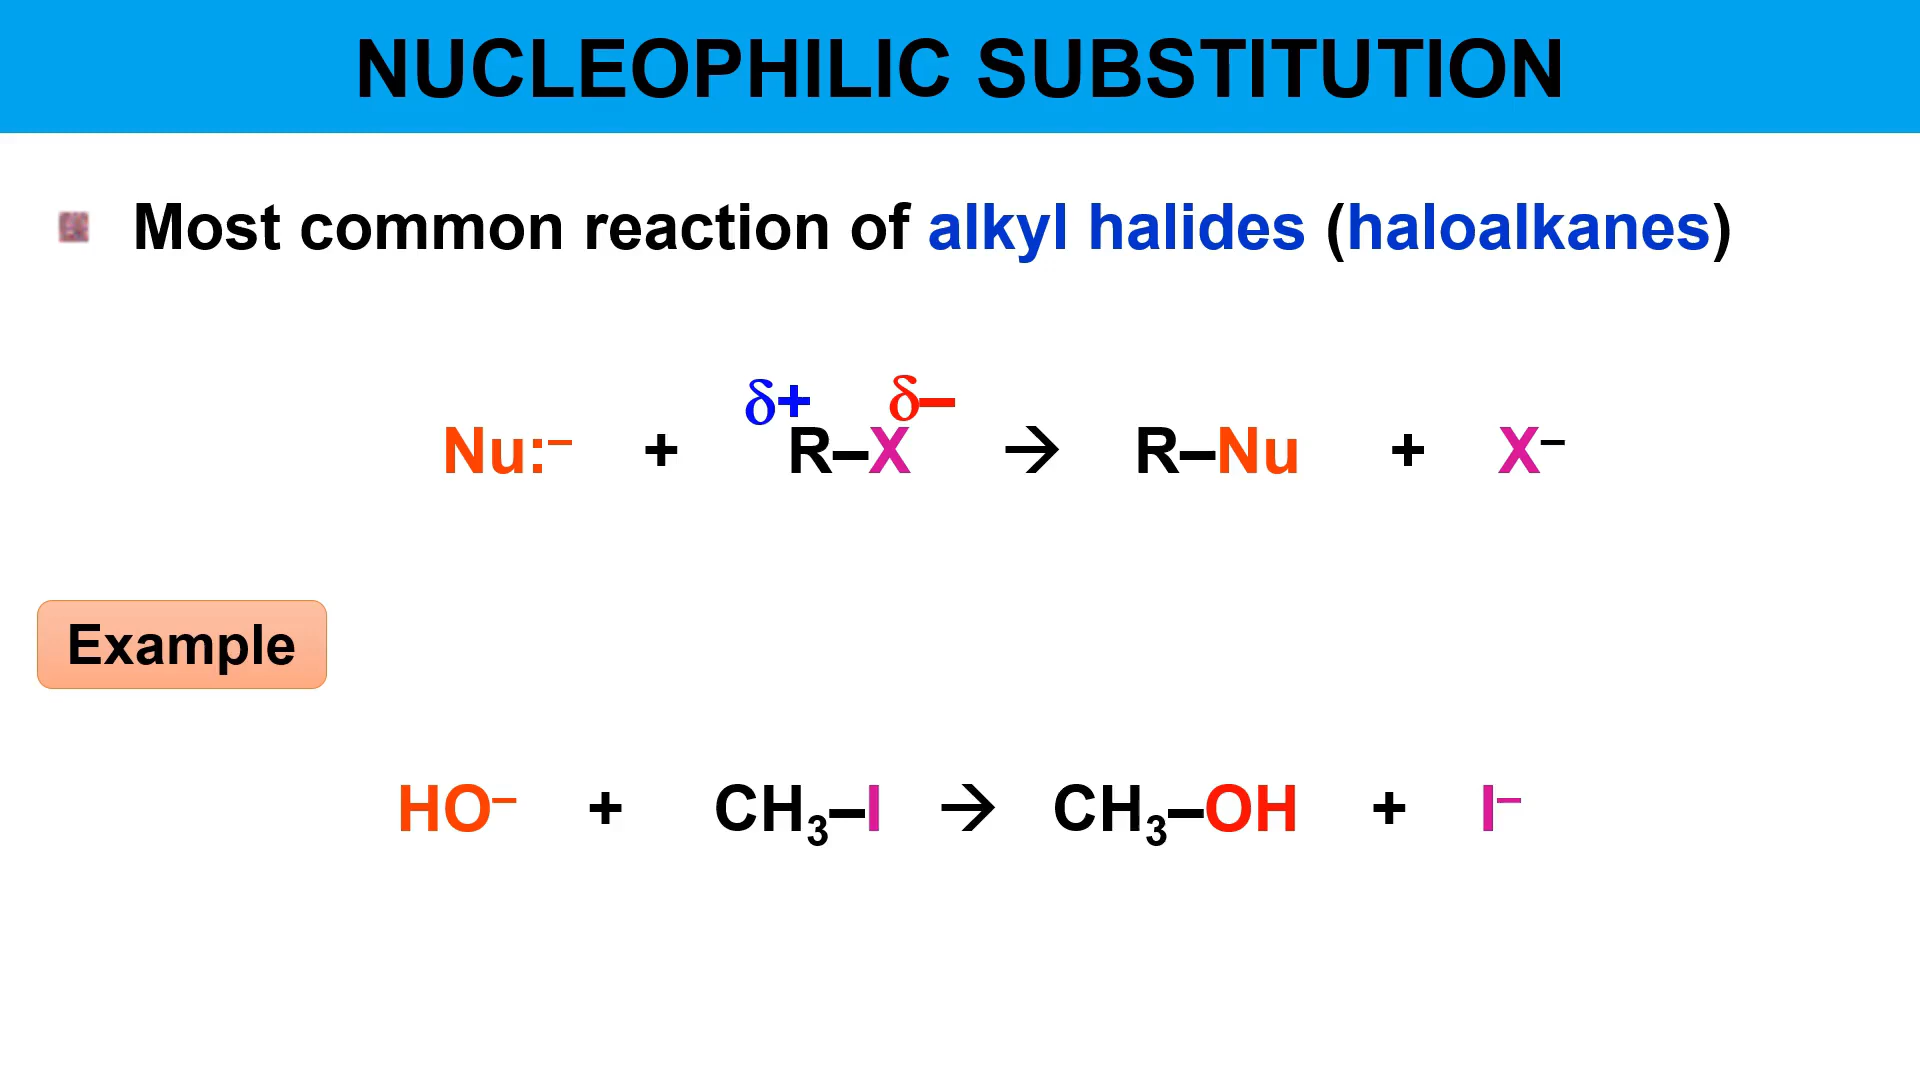 NUCLEOPHILIC SUBSTITUTION
Most common reaction of alkyl halides (haloalkanes)
δ+ δ–
Nu:⁻ + R–X → R–Nu + X⁻
Example
HO⁻ + CH₃–I → CH₃–OH + I⁻